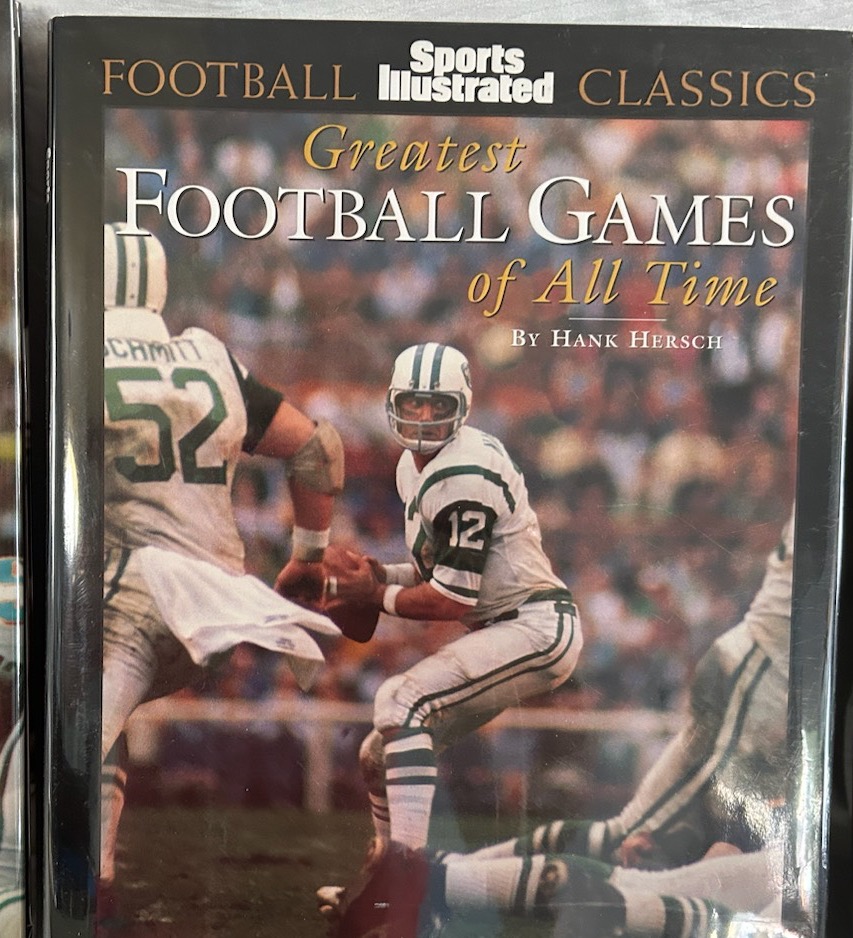 FOOTBALL Sports Illustrated CLASSICS
Greatest
FOOTBALL GAMES
of All Time
BY HANK HERSCH
SCHMITT
52
12